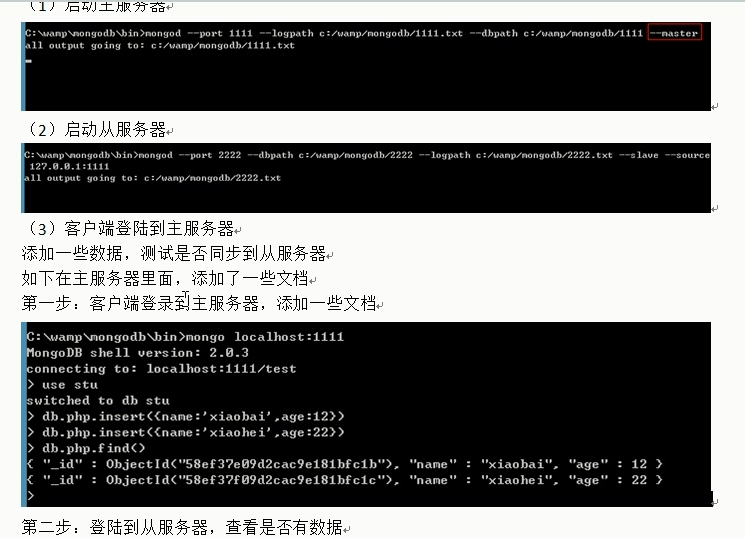 （1）启动主服务器
C:\wamp\mongodb\bin>mongod --port 1111 --logpath c:/wamp/mongodb/1111.txt --dbpath c:/wamp/mongodb/1111 --master
all output going to: c:/wamp/mongodb/1111.txt
（2）启动从服务器
C:\wamp\mongodb\bin>mongod --port 2222 --dbpath c:/wamp/mongodb/2222 --logpath c:/wamp/mongodb/2222.txt --slave --source
127.0.0.1:1111
all output going to: c:/wamp/mongodb/2222.txt
（3）客户端登陆到主服务器
添加一些数据，测试是否同步到从服务器
如下在主服务器里面，添加了一些文档
第一步：客户端登录到主服务器，添加一些文档
C:\wamp\mongodb\bin>mongo localhost:1111
MongoDB shell version: 2.0.3
connecting to: localhost:1111/test
> use stu
switched to db stu
> db.php.insert({name:'xiaobai',age:12})
> db.php.insert({name:'xiaohei',age:22})
> db.php.find()
{ "_id" : ObjectId("58ef37e09d2cac9e181bfc1b"), "name" : "xiaobai", "age" : 12 }
{ "_id" : ObjectId("58ef37f09d2cac9e181bfc1c"), "name" : "xiaohei", "age" : 22 }
>
第二步：登陆到从服务器，查看是否有数据